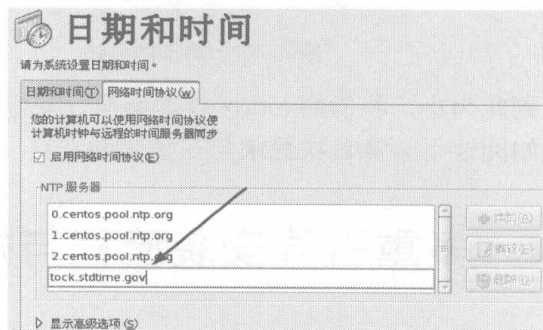 日期和时间
请为系统设置日期和时间。
日期和时间(T) 网络时间协议(W)
您的计算机可以使用网络时间协议使
计算机时钟与远程的时间服务器同步
启用网络时间协议(E)
NTP 服务器
0.centos.pool.ntp.org
1.centos.pool.ntp.org
2.centos.pool.ntp.org
tock.stdtime.gov
显示高级选项(S)